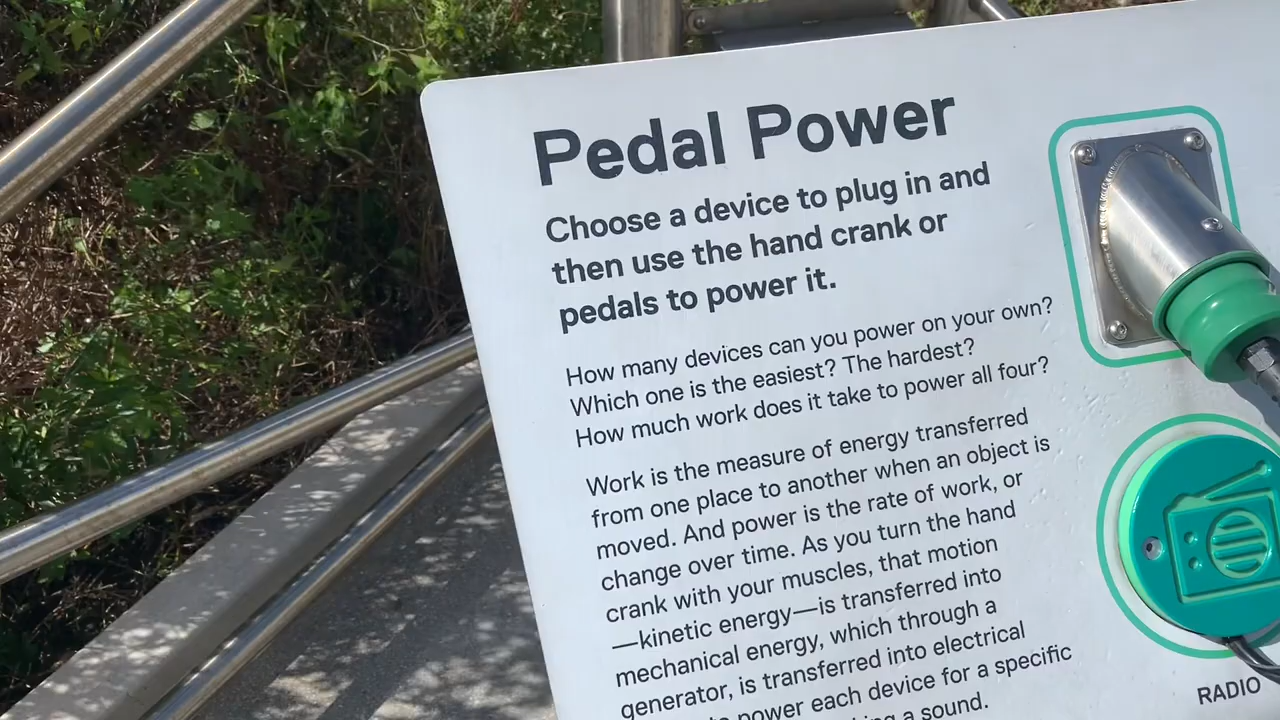 Pedal Power
Choose a device to plug in and
then use the hand crank or
pedals to power it.
How many devices can you power on your own?
Which one is the easiest? The hardest?
How much work does it take to power all four?
Work is the measure of energy transferred
from one place to another when an object is
moved. And power is the rate of work, or
change over time. As you turn the hand
crank with your muscles, that motion
—kinetic energy—is transferred into
mechanical energy, which through a
generator, is transferred into electrical
power each device for a specific
a sound.
RADIO